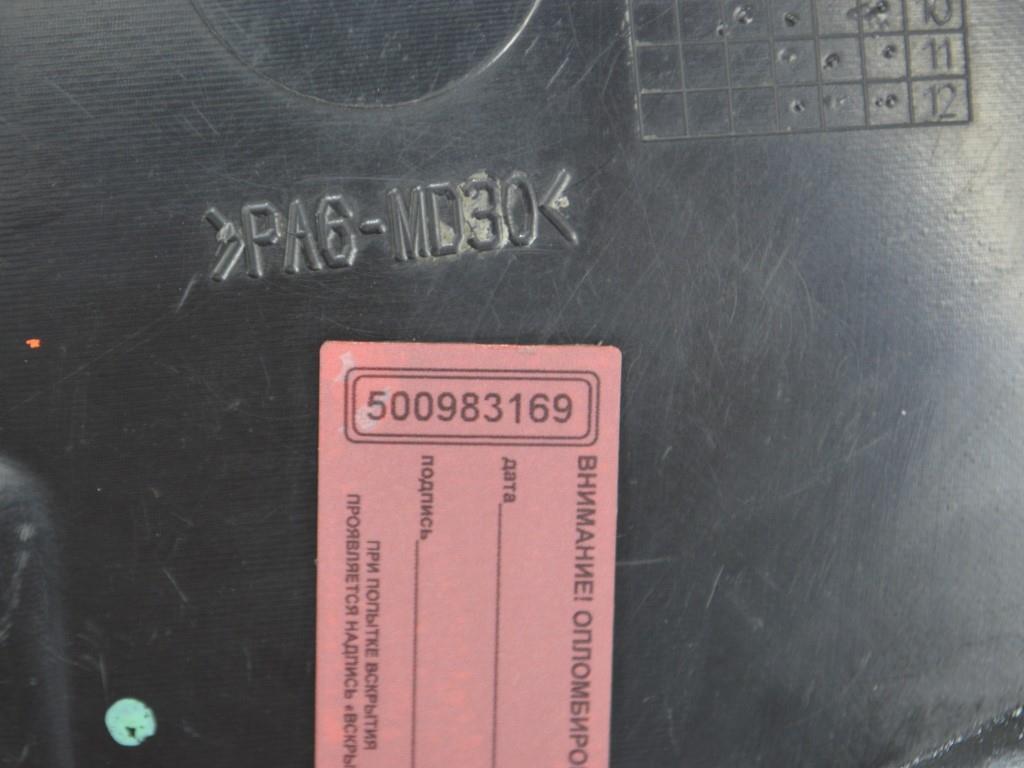 10
11
12
>PA6-MD30<
500983169
ВНИМАНИЕ! ОПЛОМБИРО
дата
подпись
ПРИ ПОПЫТКЕ ВСКРЫТИЯ
ПРОЯВЛЯЕТСЯ НАДПИСЬ «ВСКРЫ